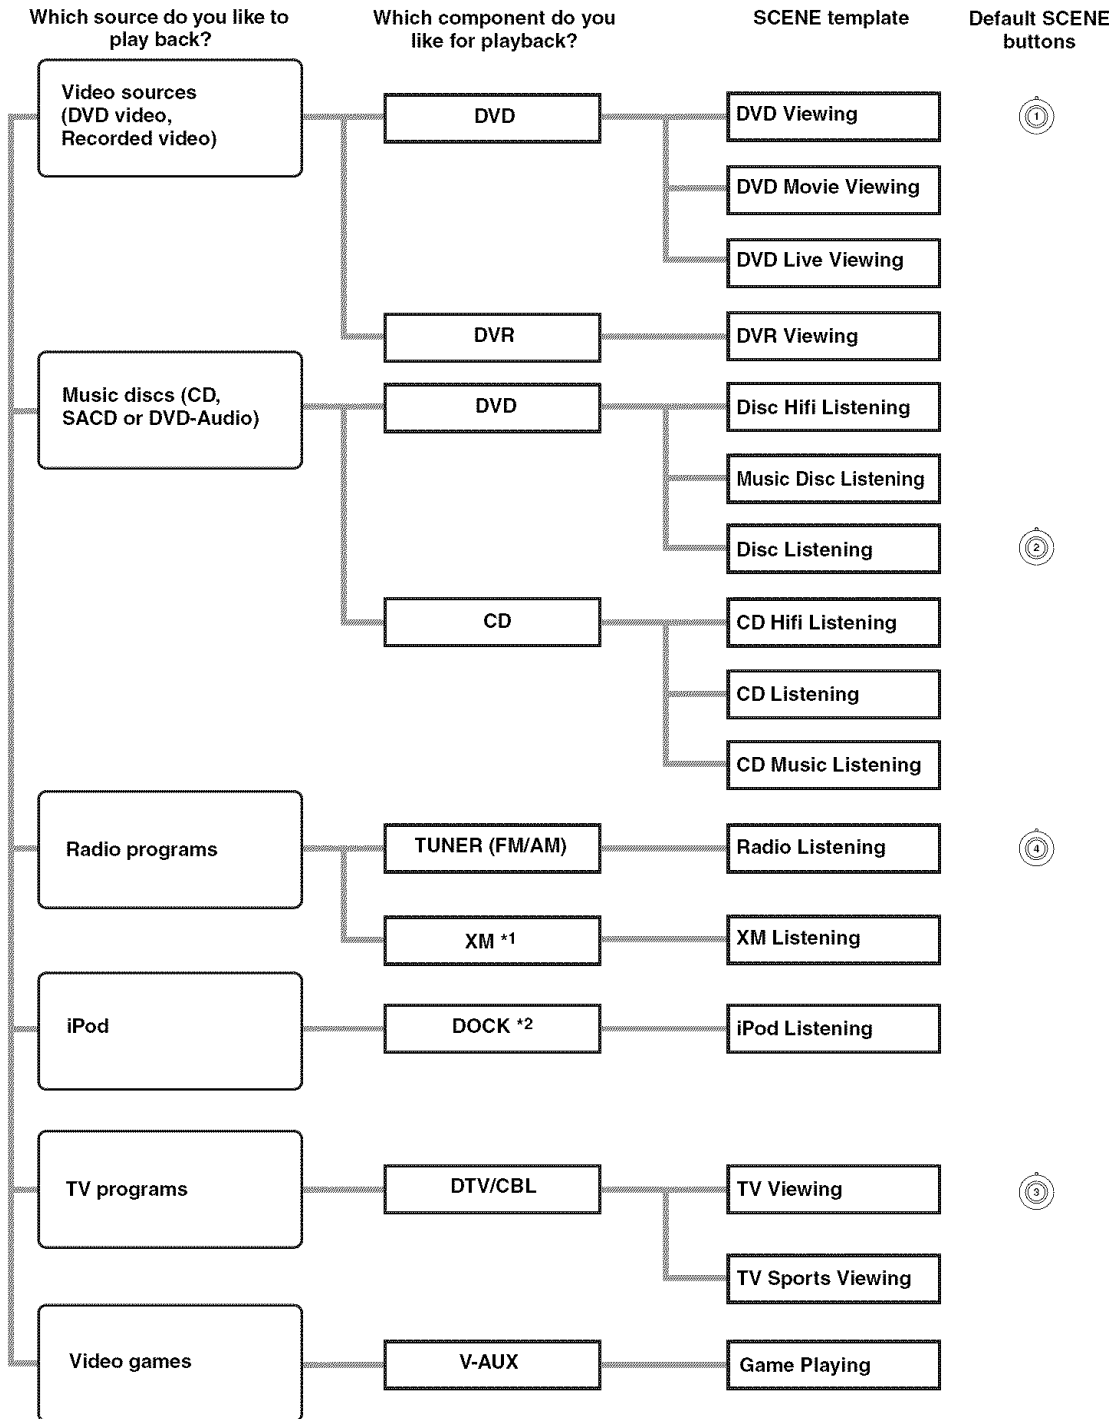 Which source do you like to
play back?
Which component do you
like for playback?
SCENE template
Default SCENE
buttons
Video sources
(DVD video,
Recorded video)
DVD
DVD Viewing
1
DVD Movie Viewing
DVD Live Viewing
DVR
DVR Viewing
Music discs (CD,
SACD or DVD-Audio)
DVD
Disc Hifi Listening
Music Disc Listening
Disc Listening
2
CD
CD Hifi Listening
CD Listening
CD Music Listening
Radio programs
TUNER (FM/AM)
Radio Listening
4
XM *1
XM Listening
iPod
DOCK *2
iPod Listening
TV programs
DTV/CBL
TV Viewing
3
TV Sports Viewing
Video games
V-AUX
Game Playing